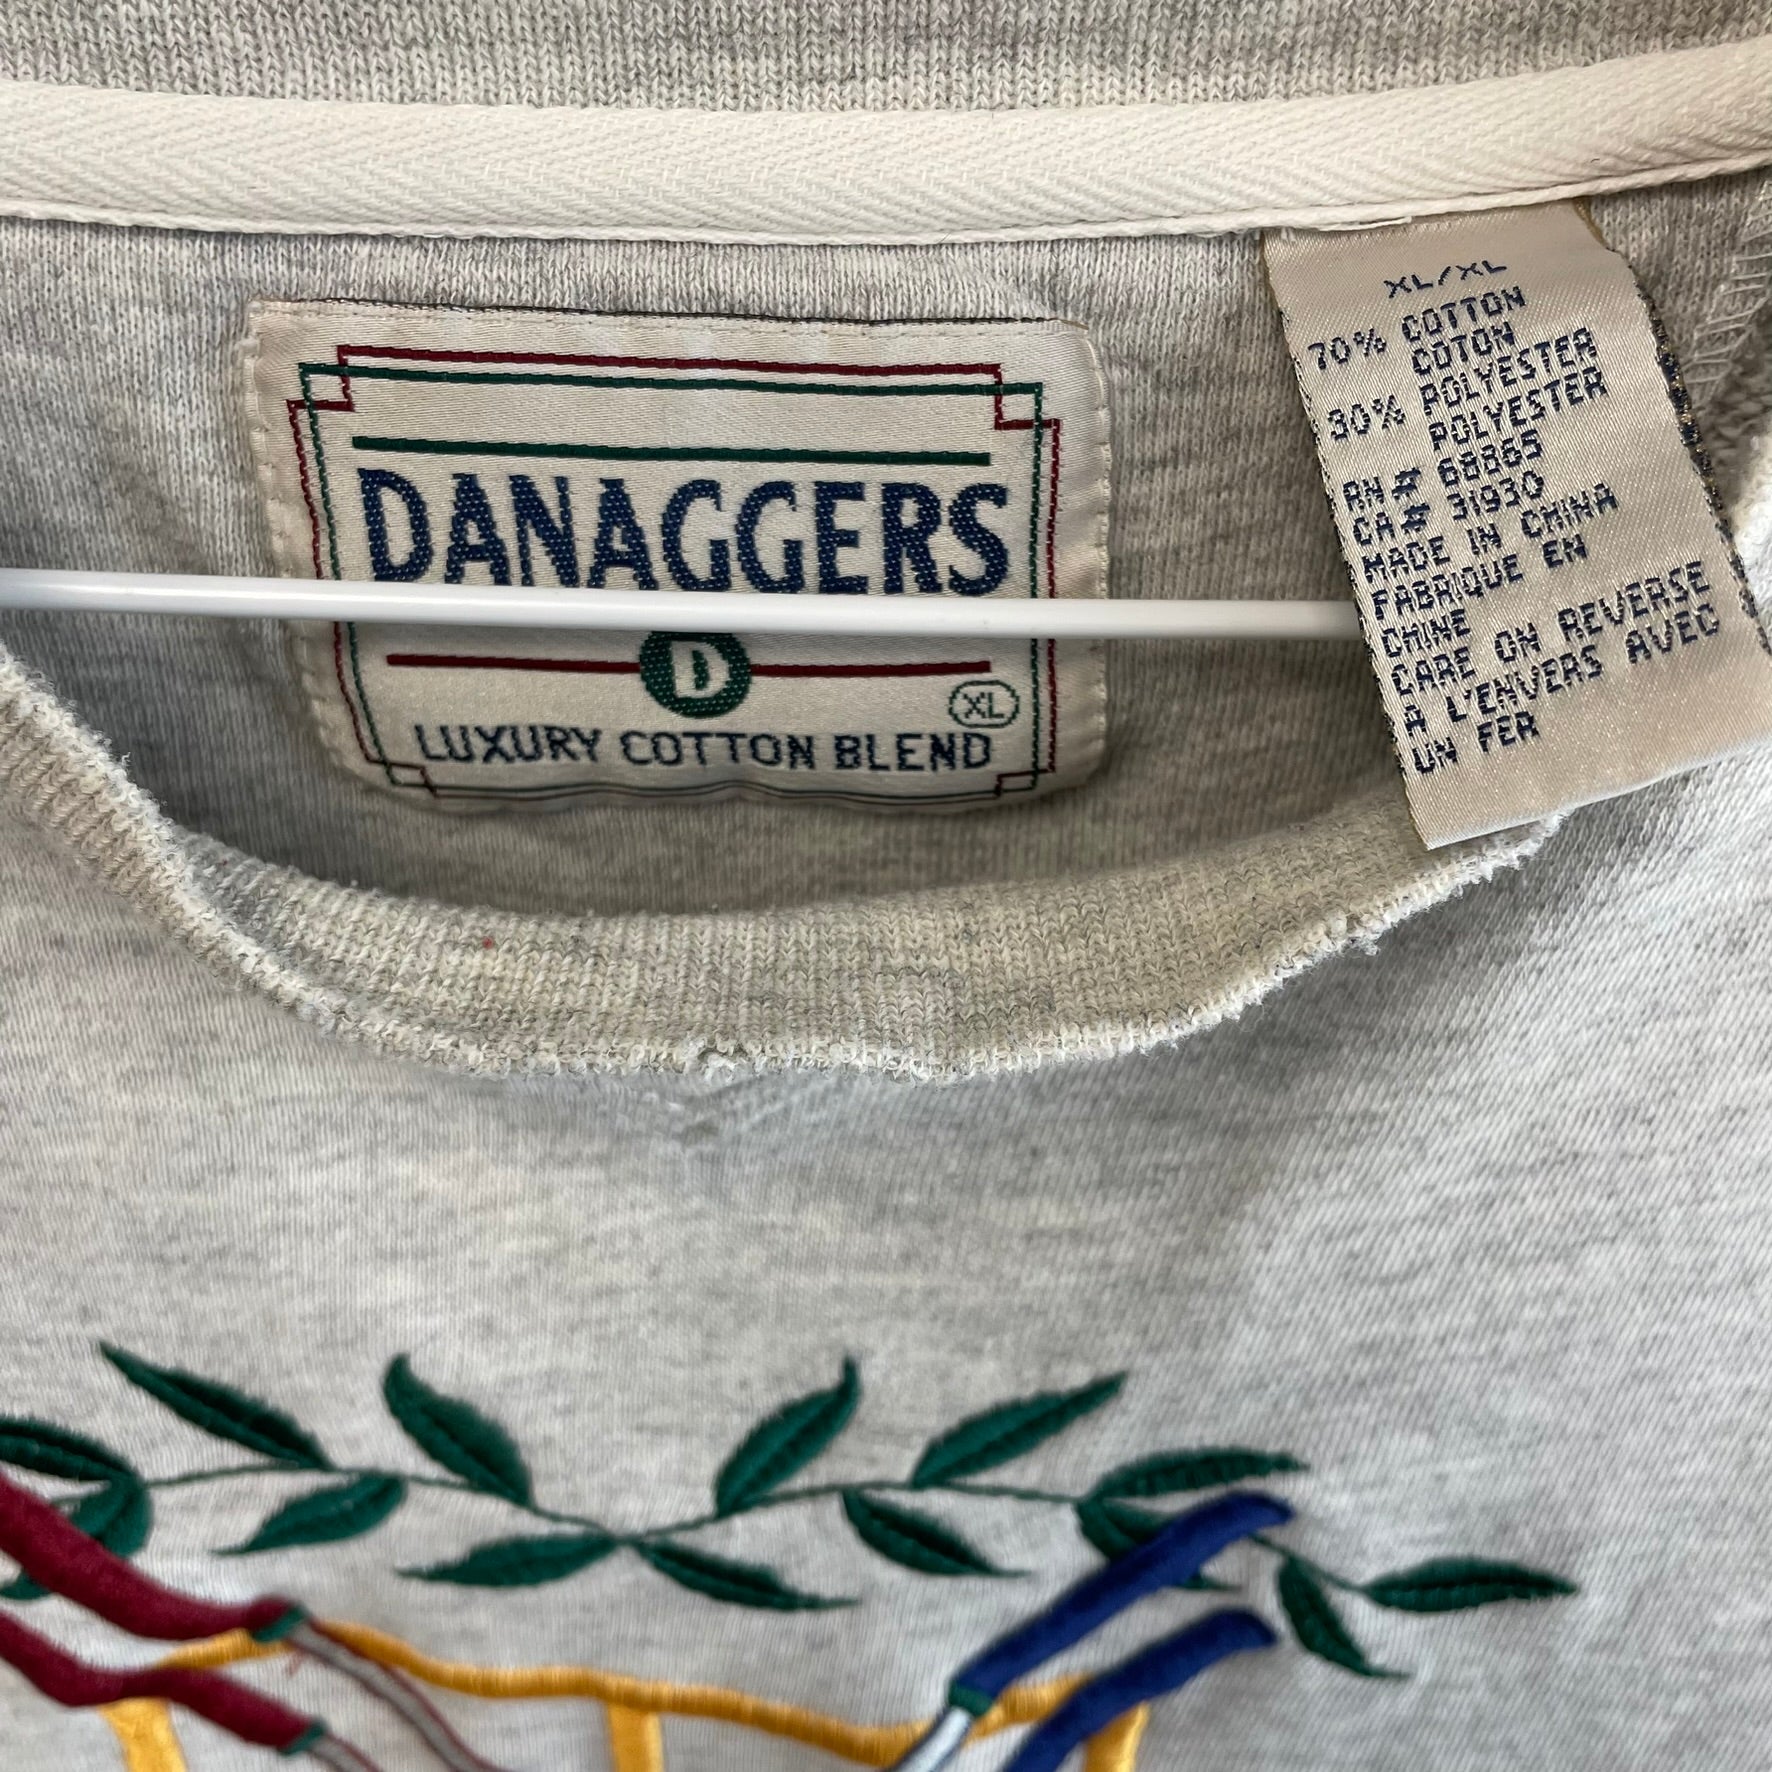 DANAGGERS
D
XL
LUXURY COTTON BLEND
XL/XL
70% COTTON
COTON
POLYESTER
30% POLYESTER
RN# 68865
CA# 31930
MADE IN CHINA
FABRIQUE EN
CHINE
CARE ON REVERSE
A L'ENVERS AVEC
UN FER